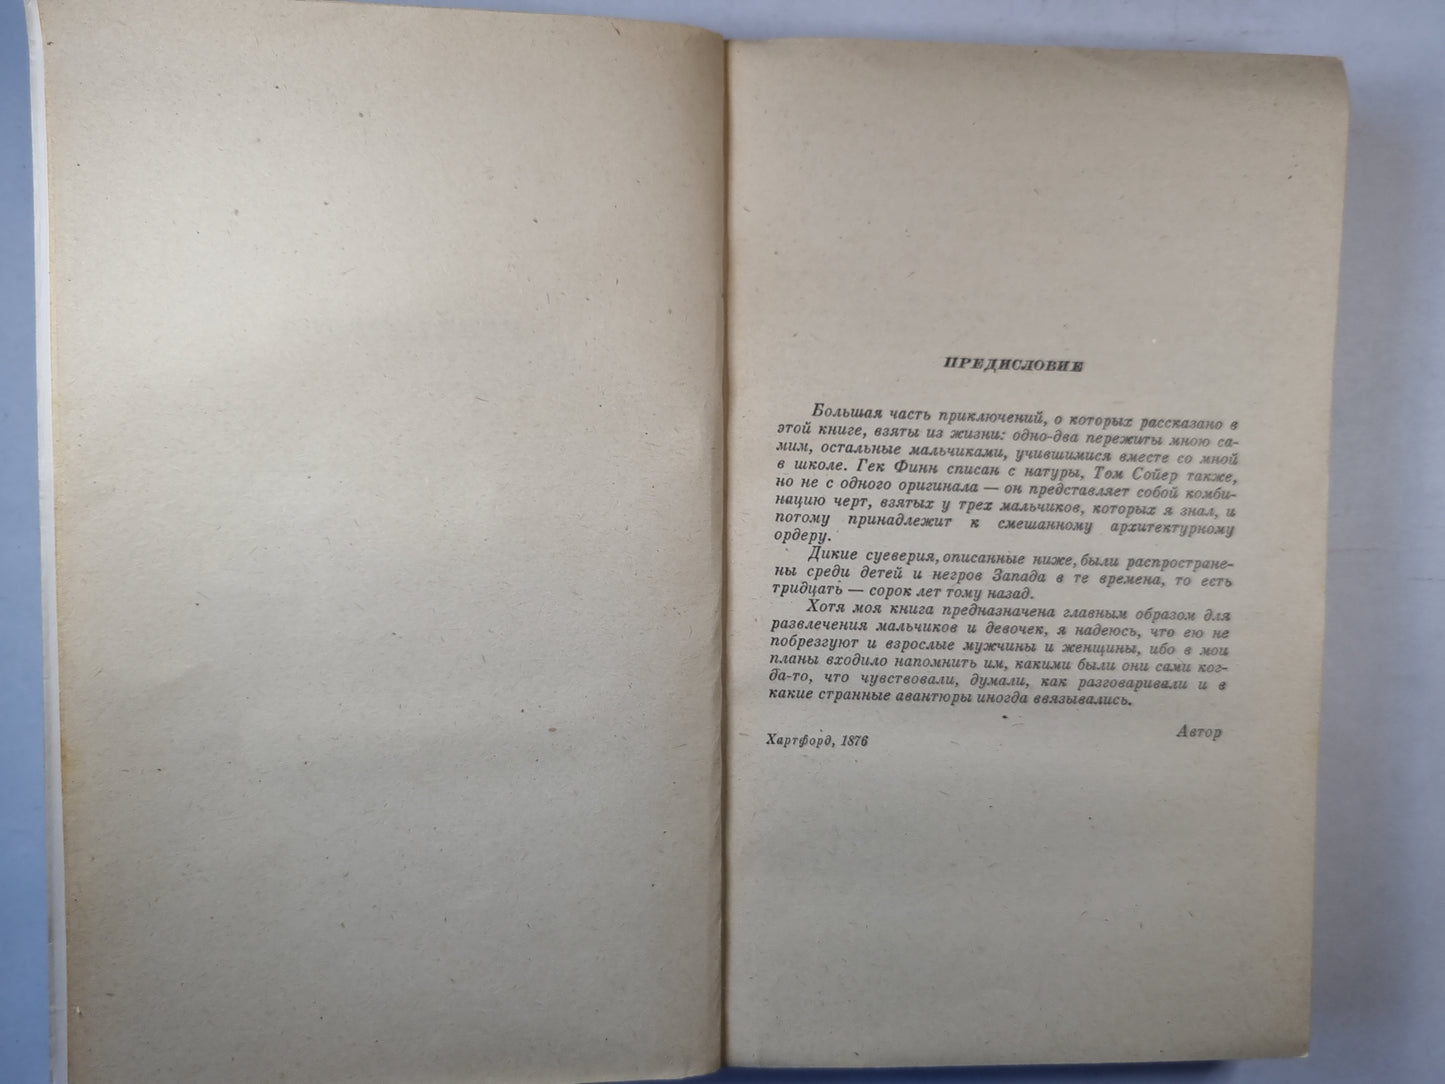 ПРЕДИСЛОВИЕ
Большая часть приключений, о которых рассказано в
этой книге, взяты из жизни: одно-два пережиты мною са-
мим, остальные мальчиками, учившимися вместе со мной
в школе. Гек Финн списан с натуры, Том Сойер также,
но не с одного оригинала — он представляет собой комби-
нацию черт, взятых у трех мальчиков, которых я знал, и
потому принадлежит к смешанному архитектурному
ордеру.
Дикие суеверия, описанные ниже, были распростране-
ны среди детей и негров Запада в те времена, то есть
тридцать — сорок лет тому назад.
Хотя моя книга предназначена главным образом для
развлечения мальчиков и девочек, я надеюсь, что ею не
побрезгуют и взрослые мужчины и женщины, ибо в мои
планы входило напомнить им, какими были они сами ког-
да-то, что чувствовали, думали, как разговаривали и в
какие странные авантюры иногда ввязывались.
Автор
Хартфорд, 1876